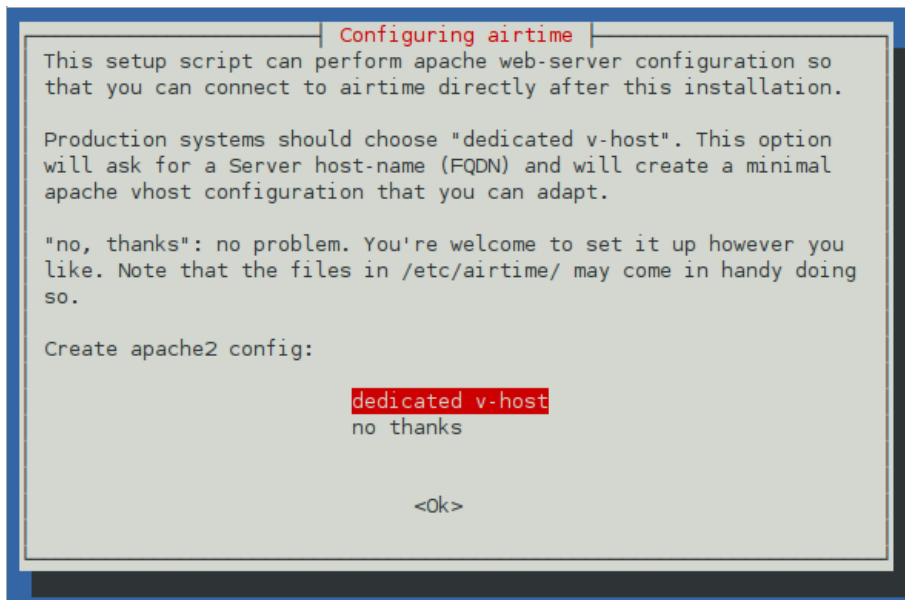 Configuring airtime
This setup script can perform apache web-server configuration so
that you can connect to airtime directly after this installation.
Production systems should choose "dedicated v-host". This option
will ask for a Server host-name (FQDN) and will create a minimal
apache vhost configuration that you can adapt.
"no, thanks": no problem. You're welcome to set it up however you
like. Note that the files in /etc/airtime/ may come in handy doing
so.
Create apache2 config:
dedicated v-host
no thanks
<Ok>